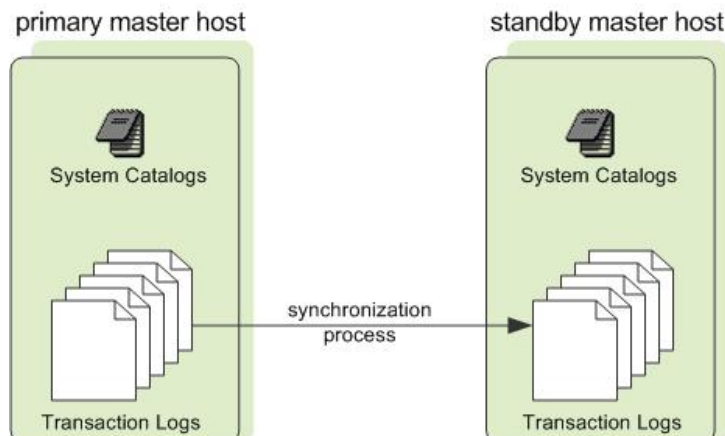 primary master host
standby master host
System Catalogs
System Catalogs
synchronization
process
Transaction Logs
Transaction Logs